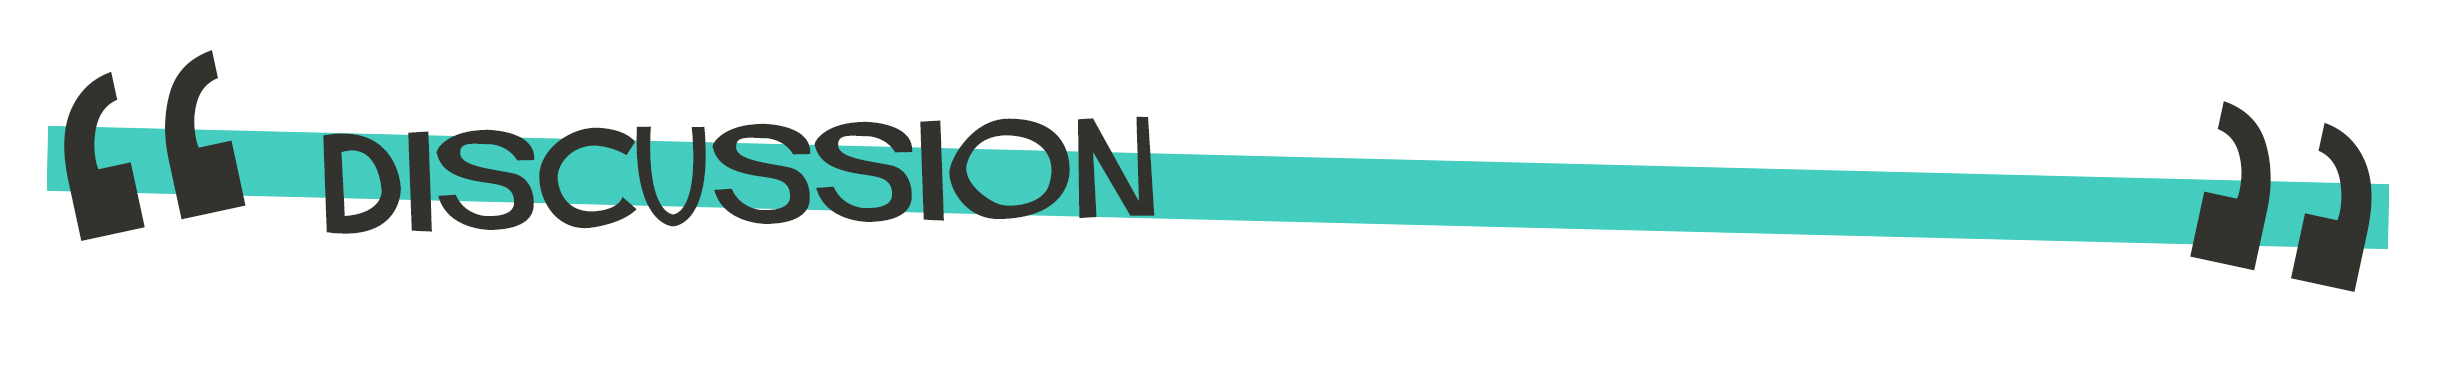 “ DISCUSSION ”